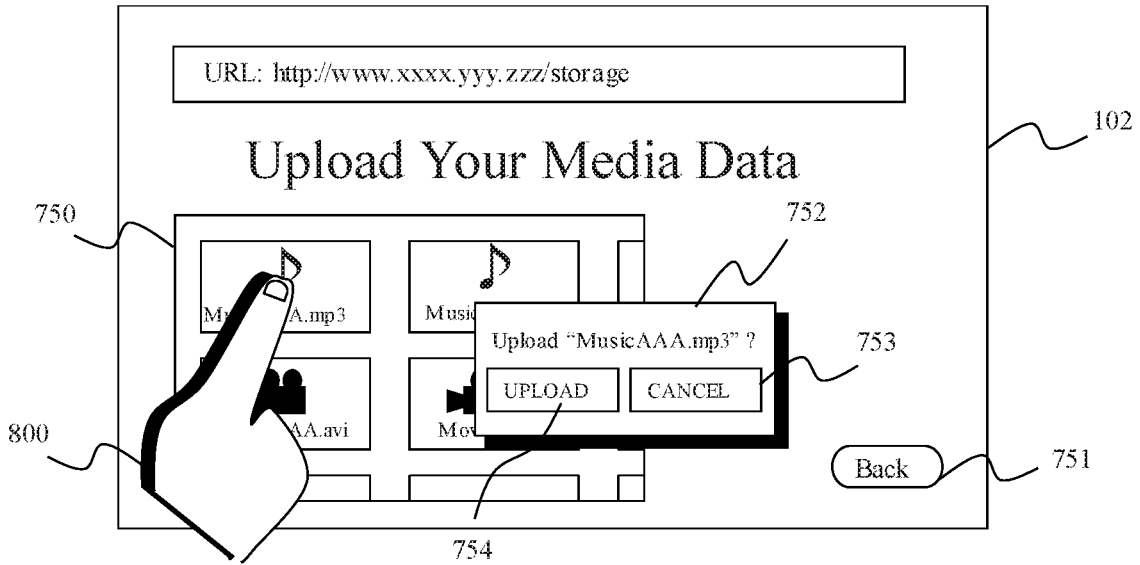 URL: http://www.xxxx.yyy.zzz/storage
102
Upload Your Media Data
750
752
A.mp3
Music
Upload “MusicAAA.mp3” ?
753
UPLOAD
CANCEL
AA.avi
Mov
800
Back
751
754